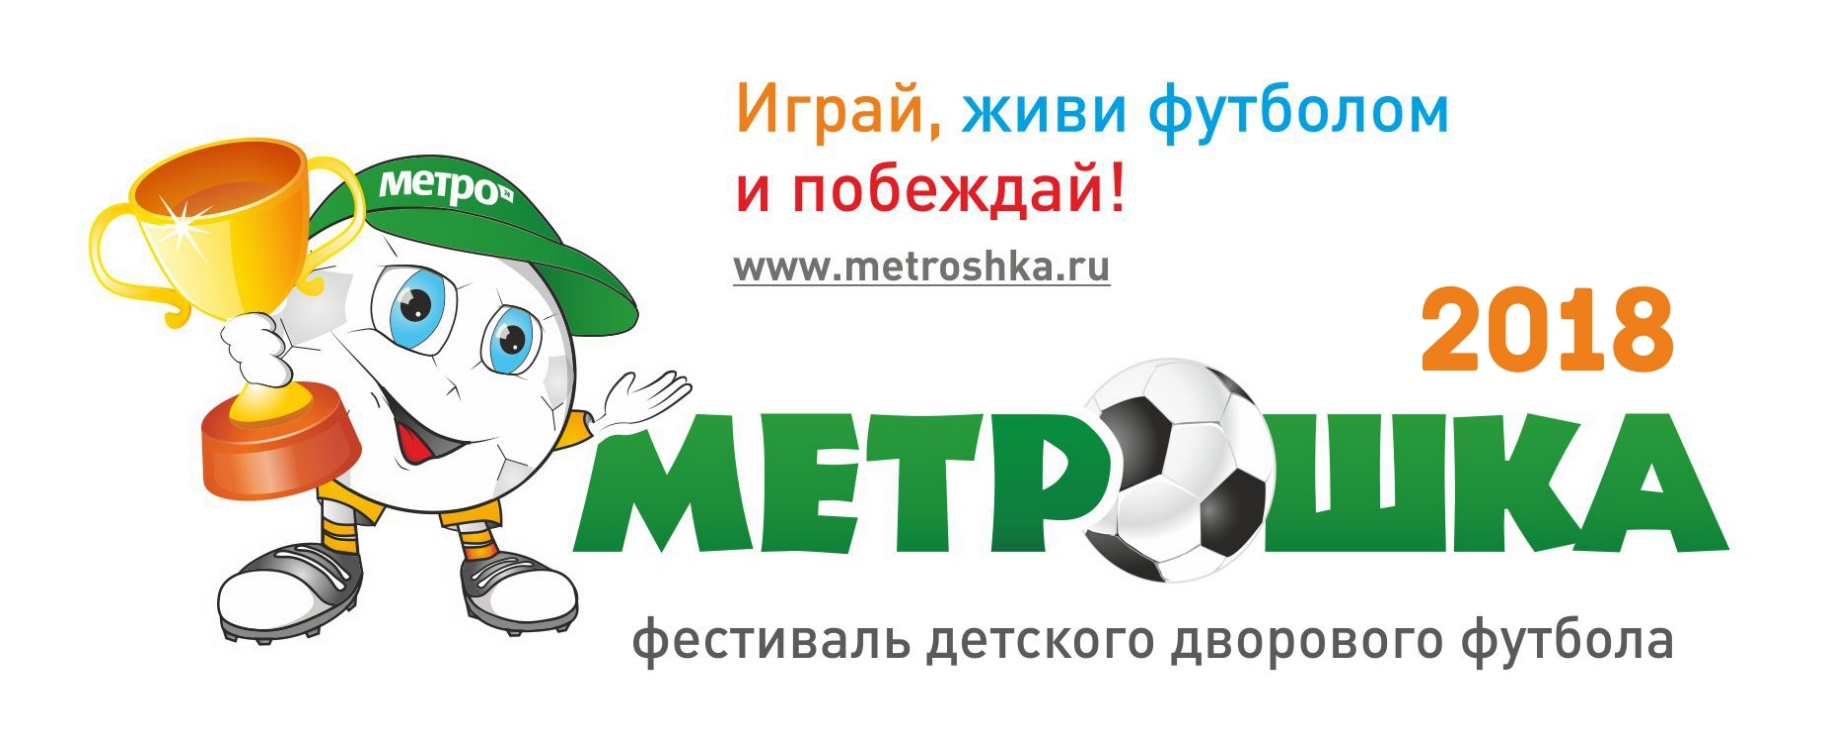 Играй, живи футболом
и побеждай!
www.metroshka.ru
2018
метро
МЕТРОШКА
фестиваль детского дворового футбола